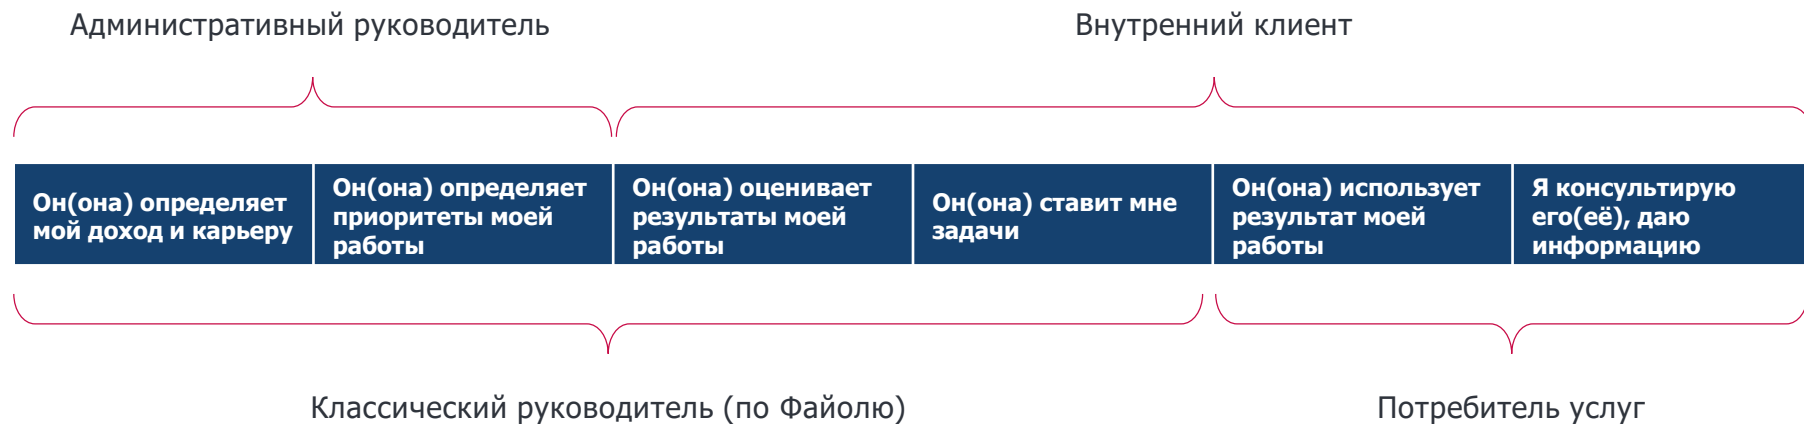 Административный руководитель
Внутренний клиент
Он(она) определяет
мой доход и карьеру
Он(она) определяет
приоритеты моей
работы
Он(она) оценивает
результаты моей
работы
Он(она) ставит мне
задачи
Он(она) использует
результат моей
работы
Я консультирую
его(её), даю
информацию
Классический руководитель (по Файолю)
Потребитель услуг